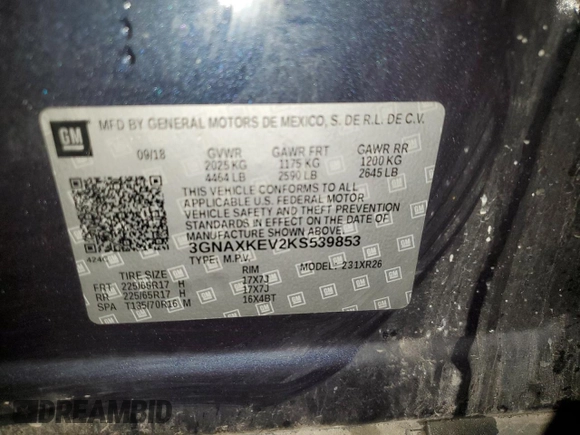 GM
MFD BY GENERAL MOTORS DE MEXICO, S. DE R.L. DE C.V.
09/18 GVWR GAWR FRT GAWR RR
2025 KG 1175 KG 1200 KG
4464 LB 2590 LB 2645 LB
THIS VEHICLE CONFORMS TO ALL
APPLICABLE U.S. FEDERAL MOTOR
VEHICLE SAFETY AND THEFT PREVENTION
STANDARDS IN EFFECT ON THE DATE OF
MANUFACTURE SHOWN ABOVE.
3GNAXKEV2KS539853
424C TYPE: M.P.V. MODEL: 231XR26
TIRE SIZE RIM
FRT 225/65R17 H 17X7J
RR 225/65R17 H 17X7J
SPA T135/70R16 M 16X4BT
DREAMBID